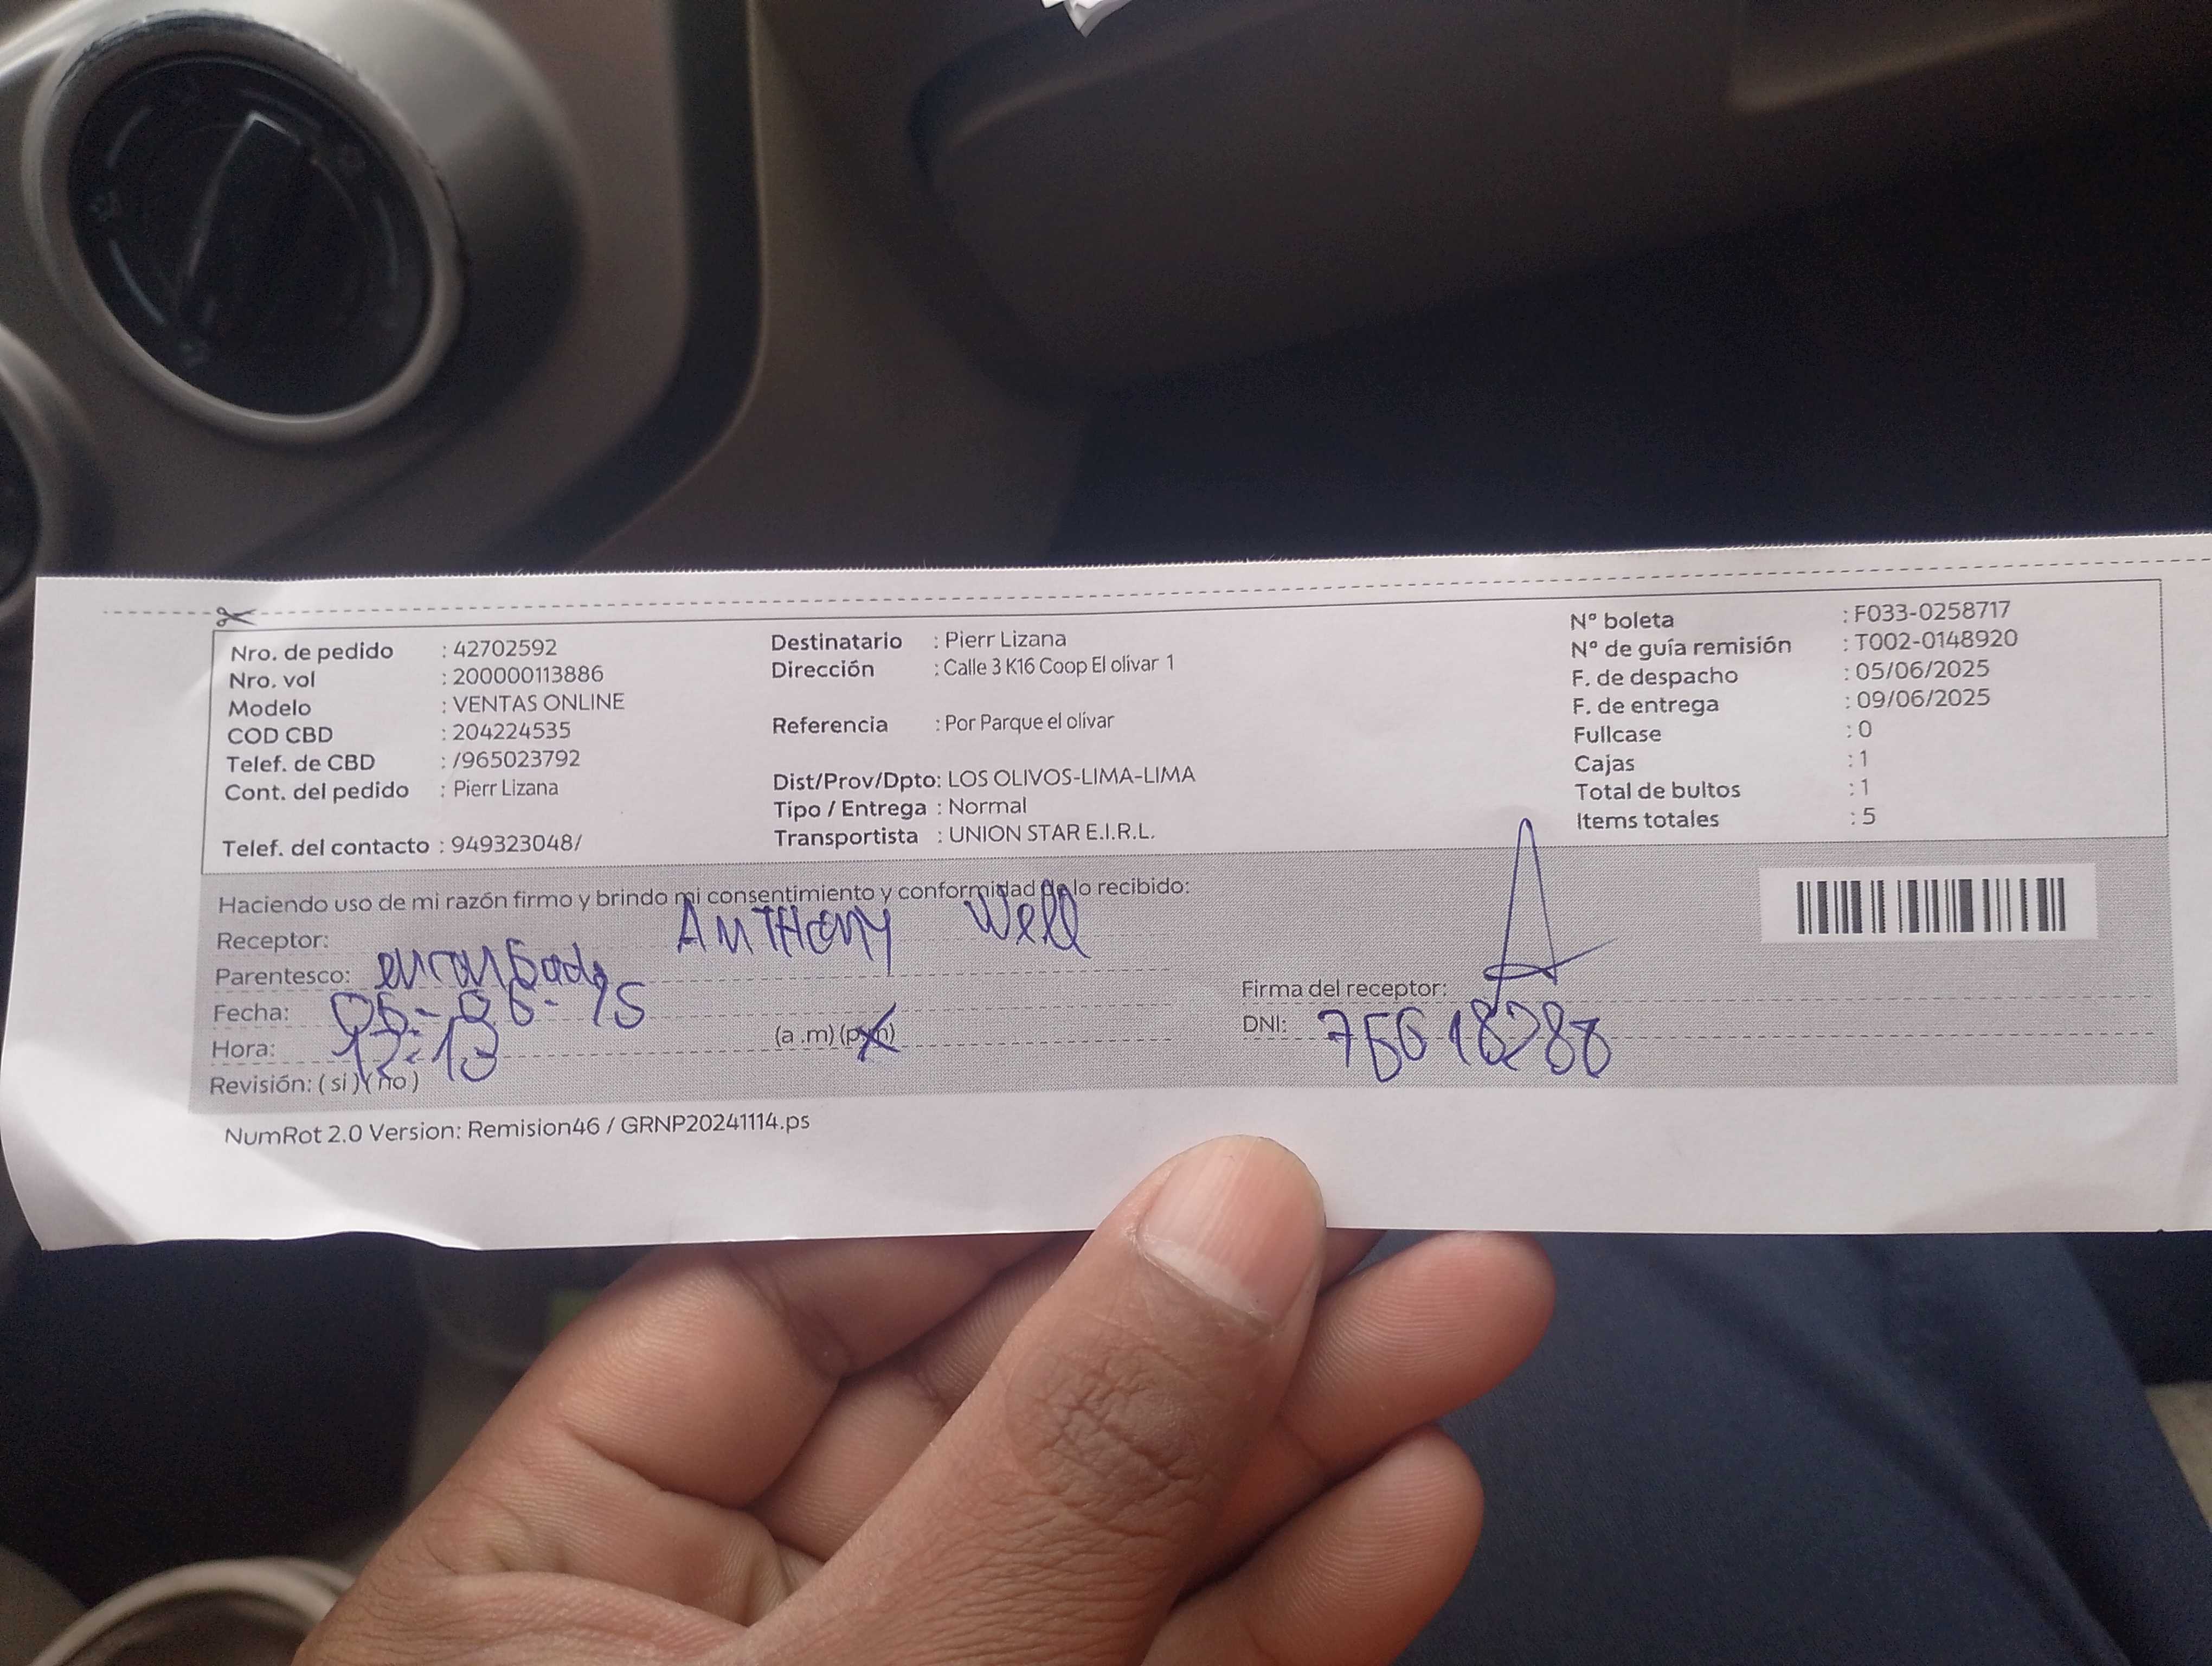 Nro. de pedido : 42702592
Nro. vol : 200000113886
Modelo : VENTAS ONLINE
COD CBD : 204224535
Telef. de CBD : /965023792
Cont. del pedido : Pierr Lizana
Telef. del contacto : 949323048/
Destinatario : Pierr Lizana
Dirección : Calle 3 K16 Coop El olivar 1
Referencia : Por Parque el olivar
Dist/Prov/Dpto: LOS OLIVOS-LIMA-LIMA
Tipo / Entrega : Normal
Transportista : UNION STAR E.I.R.L.
Nº boleta : F033-0258717
Nº de guía remisión : T002-0148920
F. de despacho : 05/06/2025
F. de entrega : 09/06/2025
Fullcase : 0
Cajas : 1
Total de bultos : 1
Items totales : 5
Haciendo uso de mi razón firmo y brindo mi consentimiento y conformidad de lo recibido:
Receptor: ANTHONY
Parentesco:
Fecha:
Hora: 12:13 (a .m) (p.m)
Revisión: ( si ) ( no )
Firma del receptor:
DNI:
NumRot 2.0 Version: Remision46 / GRNP20241114.ps